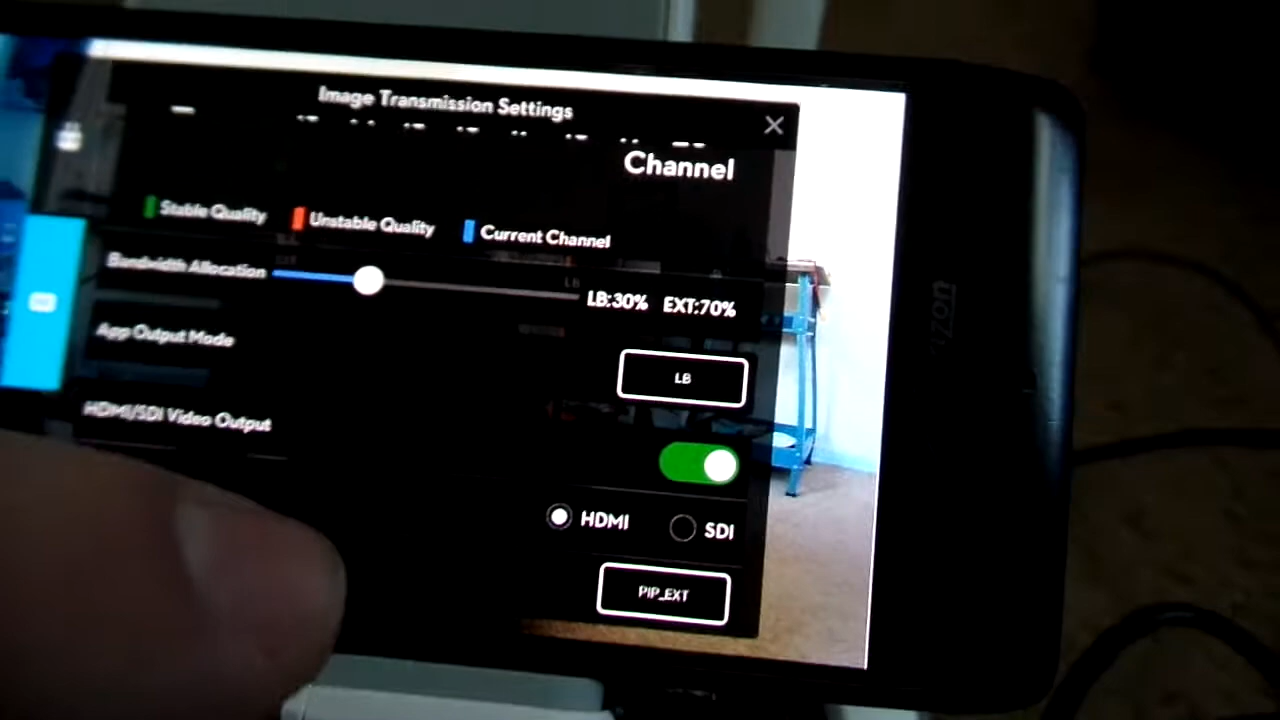 Image Transmission Settings
Channel
Stable Quality Unstable Quality Current Channel
Bandwidth Allocation LB:30% EXT:70%
App Output Mode
LB
HDMI/SDI Video Output
HDMI SDI
PIP_EXT